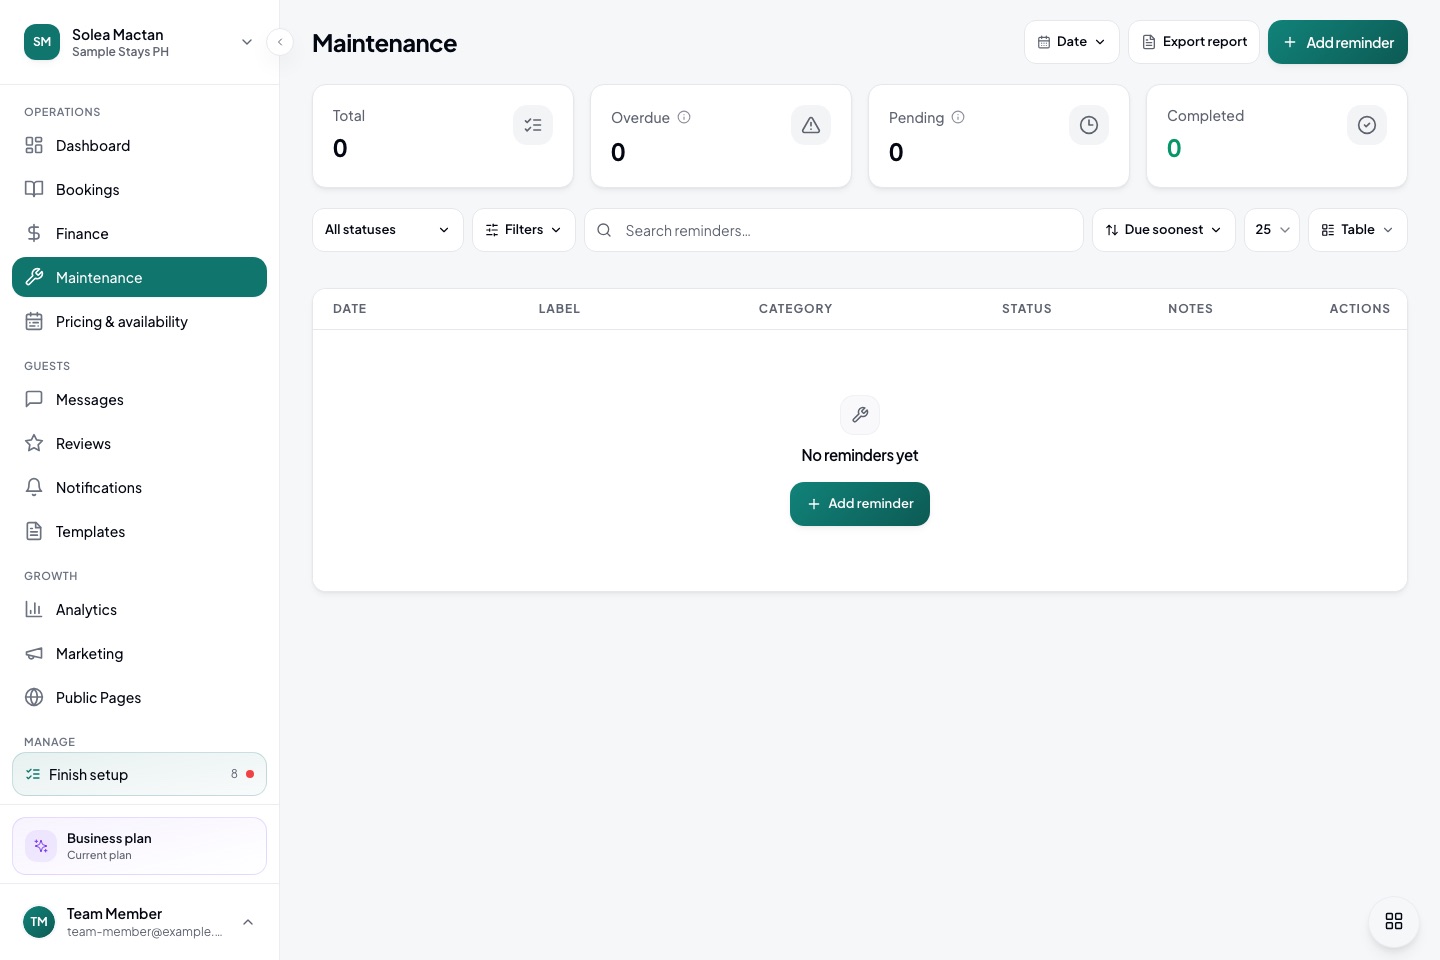 SM
Solea Mactan
Sample Stays PH
OPERATIONS
Dashboard
Bookings
Finance
Maintenance
Pricing & availability
GUESTS
Messages
Reviews
Notifications
Templates
GROWTH
Analytics
Marketing
Public Pages
MANAGE
Finish setup 8
Business plan
Current plan
TM
Team Member
team-member@example....
Maintenance
Date
Export report
Add reminder
Total
0
Overdue
0
Pending
0
Completed
0
All statuses
Filters
Search reminders...
Due soonest
25
Table
DATE LABEL CATEGORY STATUS NOTES ACTIONS
No reminders yet
Add reminder